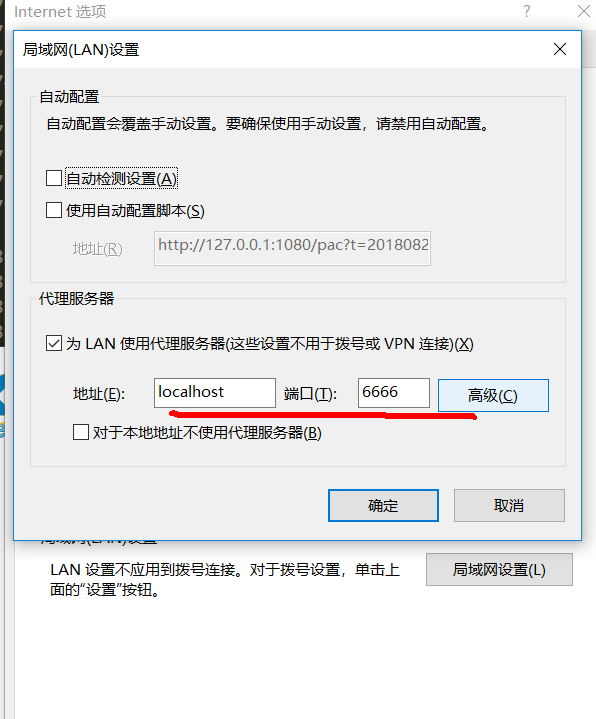 Internet 选项
局域网(LAN)设置
自动配置
自动配置会覆盖手动设置。要确保使用手动设置，请禁用自动配置。
自动检测设置(A)
使用自动配置脚本(S)
地址(R)
http://127.0.0.1:1080/pac?t=2018082
代理服务器
为 LAN 使用代理服务器(这些设置不用于拨号或 VPN 连接)(X)
地址(E): localhost 端口(T): 6666 高级(C)
对于本地地址不使用代理服务器(B)
确定 取消
局域网(LAN)设置
LAN 设置不应用到拨号连接。对于拨号设置，单击上
面的“设置”按钮。
局域网设置(L)